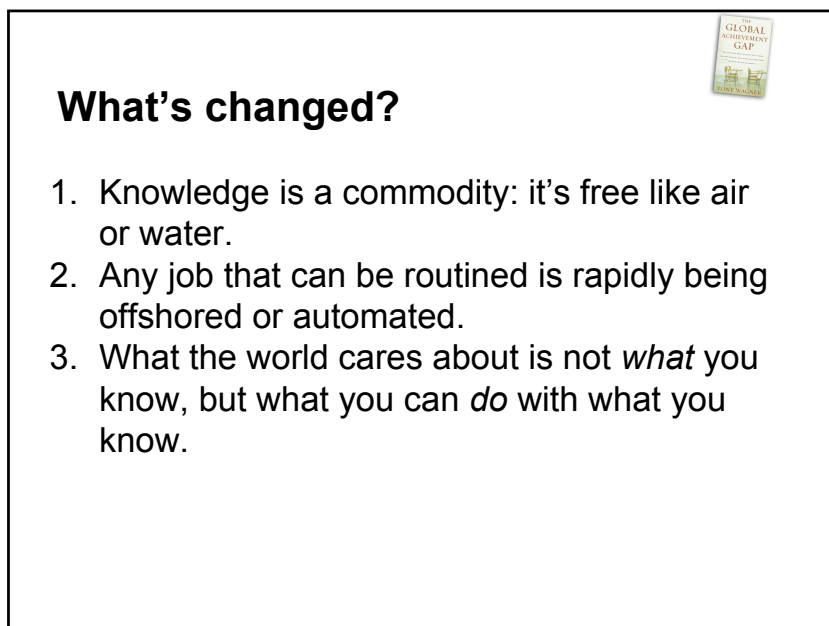 THE
GLOBAL
ACHIEVEMENT
GAP
TONY WAGNER
What’s changed?
1. Knowledge is a commodity: it’s free like air
or water.
2. Any job that can be routined is rapidly being
offshored or automated.
3. What the world cares about is not what you
know, but what you can do with what you
know.